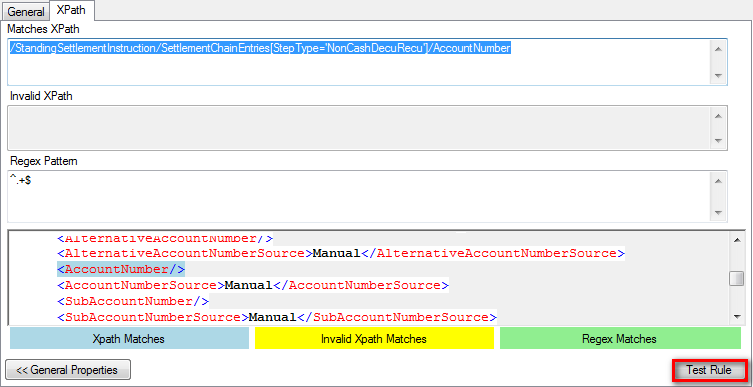 General XPath
Matches XPath
/StandingSettlementInstruction/SettlementChainEntries[StepType='NonCashDecuRecu']/AccountNumber
Invalid XPath
Regex Pattern
^.+$
<AlternativeAccountNumber/>
<AlternativeAccountNumberSource>Manual</AlternativeAccountNumberSource>
<AccountNumber/>
<AccountNumberSource>Manual</AccountNumberSource>
<SubAccountNumber/>
<SubAccountNumberSource>Manual</SubAccountNumberSource>
Xpath Matches Invalid Xpath Matches Regex Matches
<< General Properties Test Rule